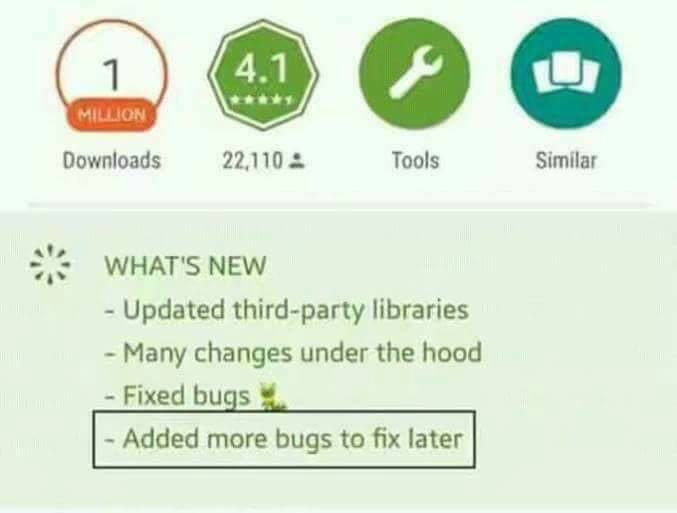 1
MILLION
4.1
Downloads
22,110
Tools
Similar
WHAT'S NEW
- Updated third-party libraries
- Many changes under the hood
- Fixed bugs 🐛
- Added more bugs to fix later